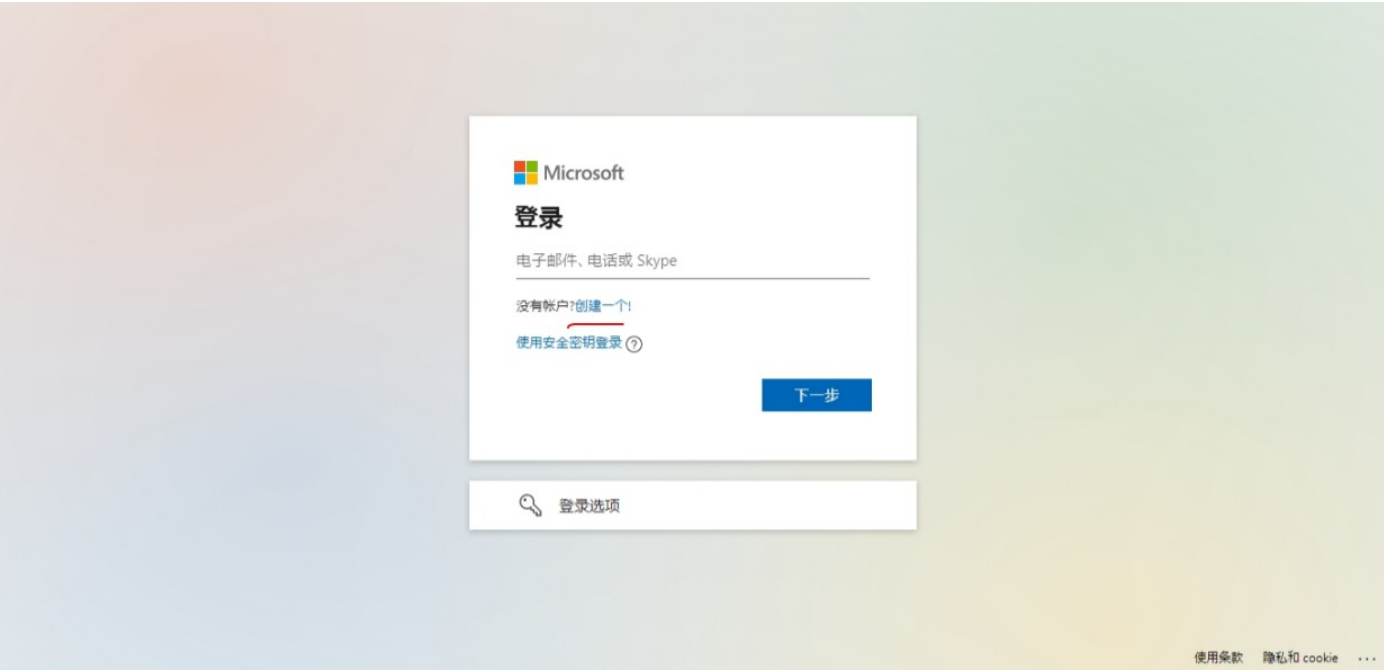 Microsoft
登录
电子邮件、电话或 Skype
没有帐户?创建一个!
使用安全密钥登录 ?
下一步
登录选项
使用条款 隐私和 cookie ···